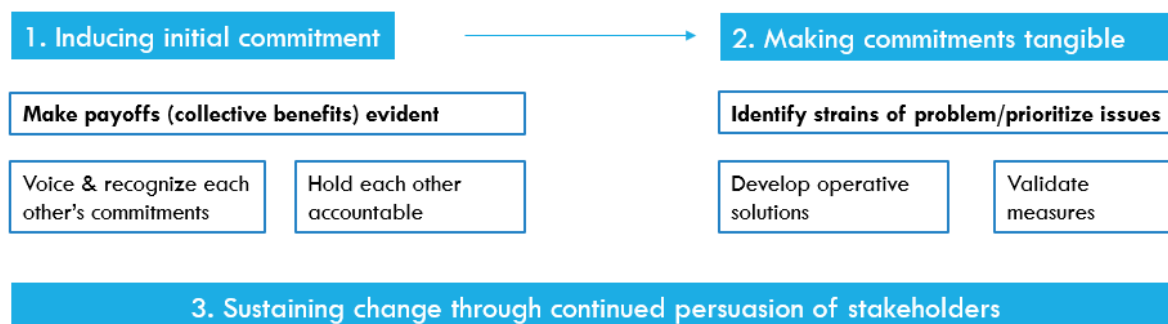 1. Inducing initial commitment
2. Making commitments tangible
Make payoffs (collective benefits) evident
Identify strains of problem/prioritize issues
Voice & recognize each
other's commitments
Hold each other
accountable
Develop operative
solutions
Validate
measures
3. Sustaining change through continued persuasion of stakeholders